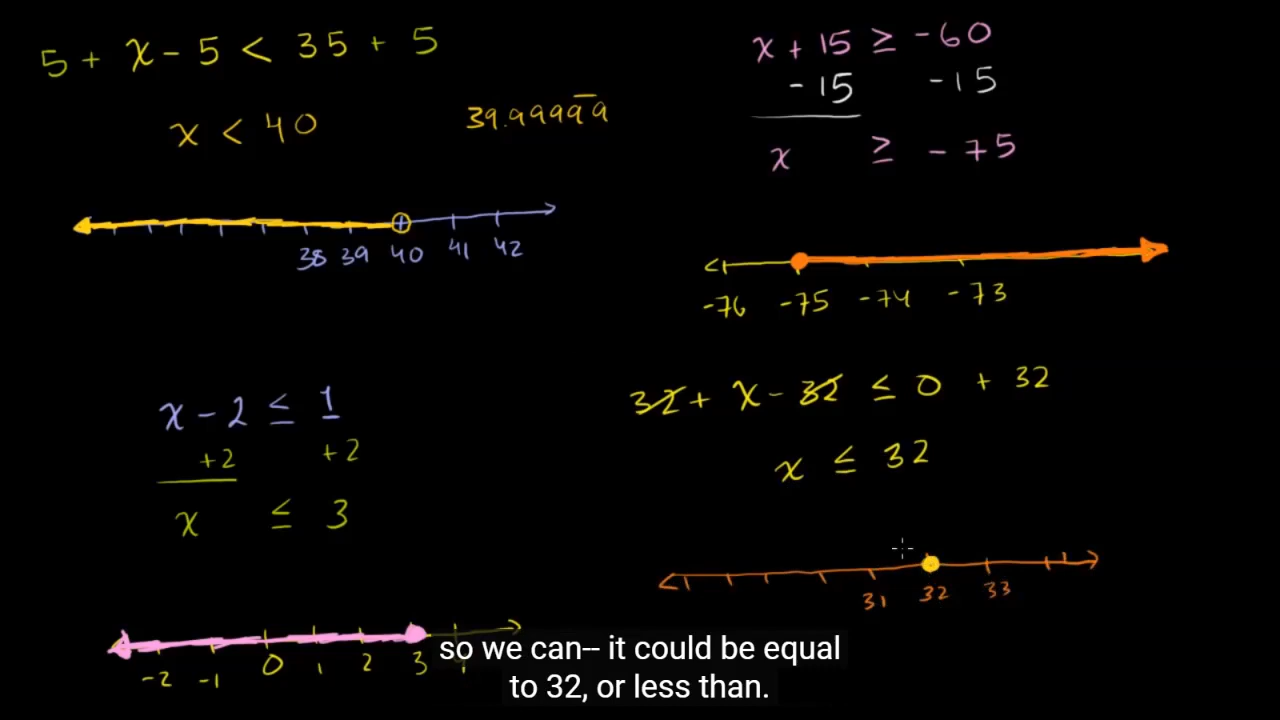 5 + x - 5 < 35 + 5
x < 40
39.99999̅9
38 39 40 41 42
x + 15 ≥ -60
-15 -15
x ≥ -75
-76 -75 -74 -73
x - 2 ≤ 1
+2 +2
x ≤ 3
-2 -1 0 1 2 3
32 + x - 32 ≤ 0 + 32
x ≤ 32
31 32 33
so we can-- it could be equal
to 32, or less than.